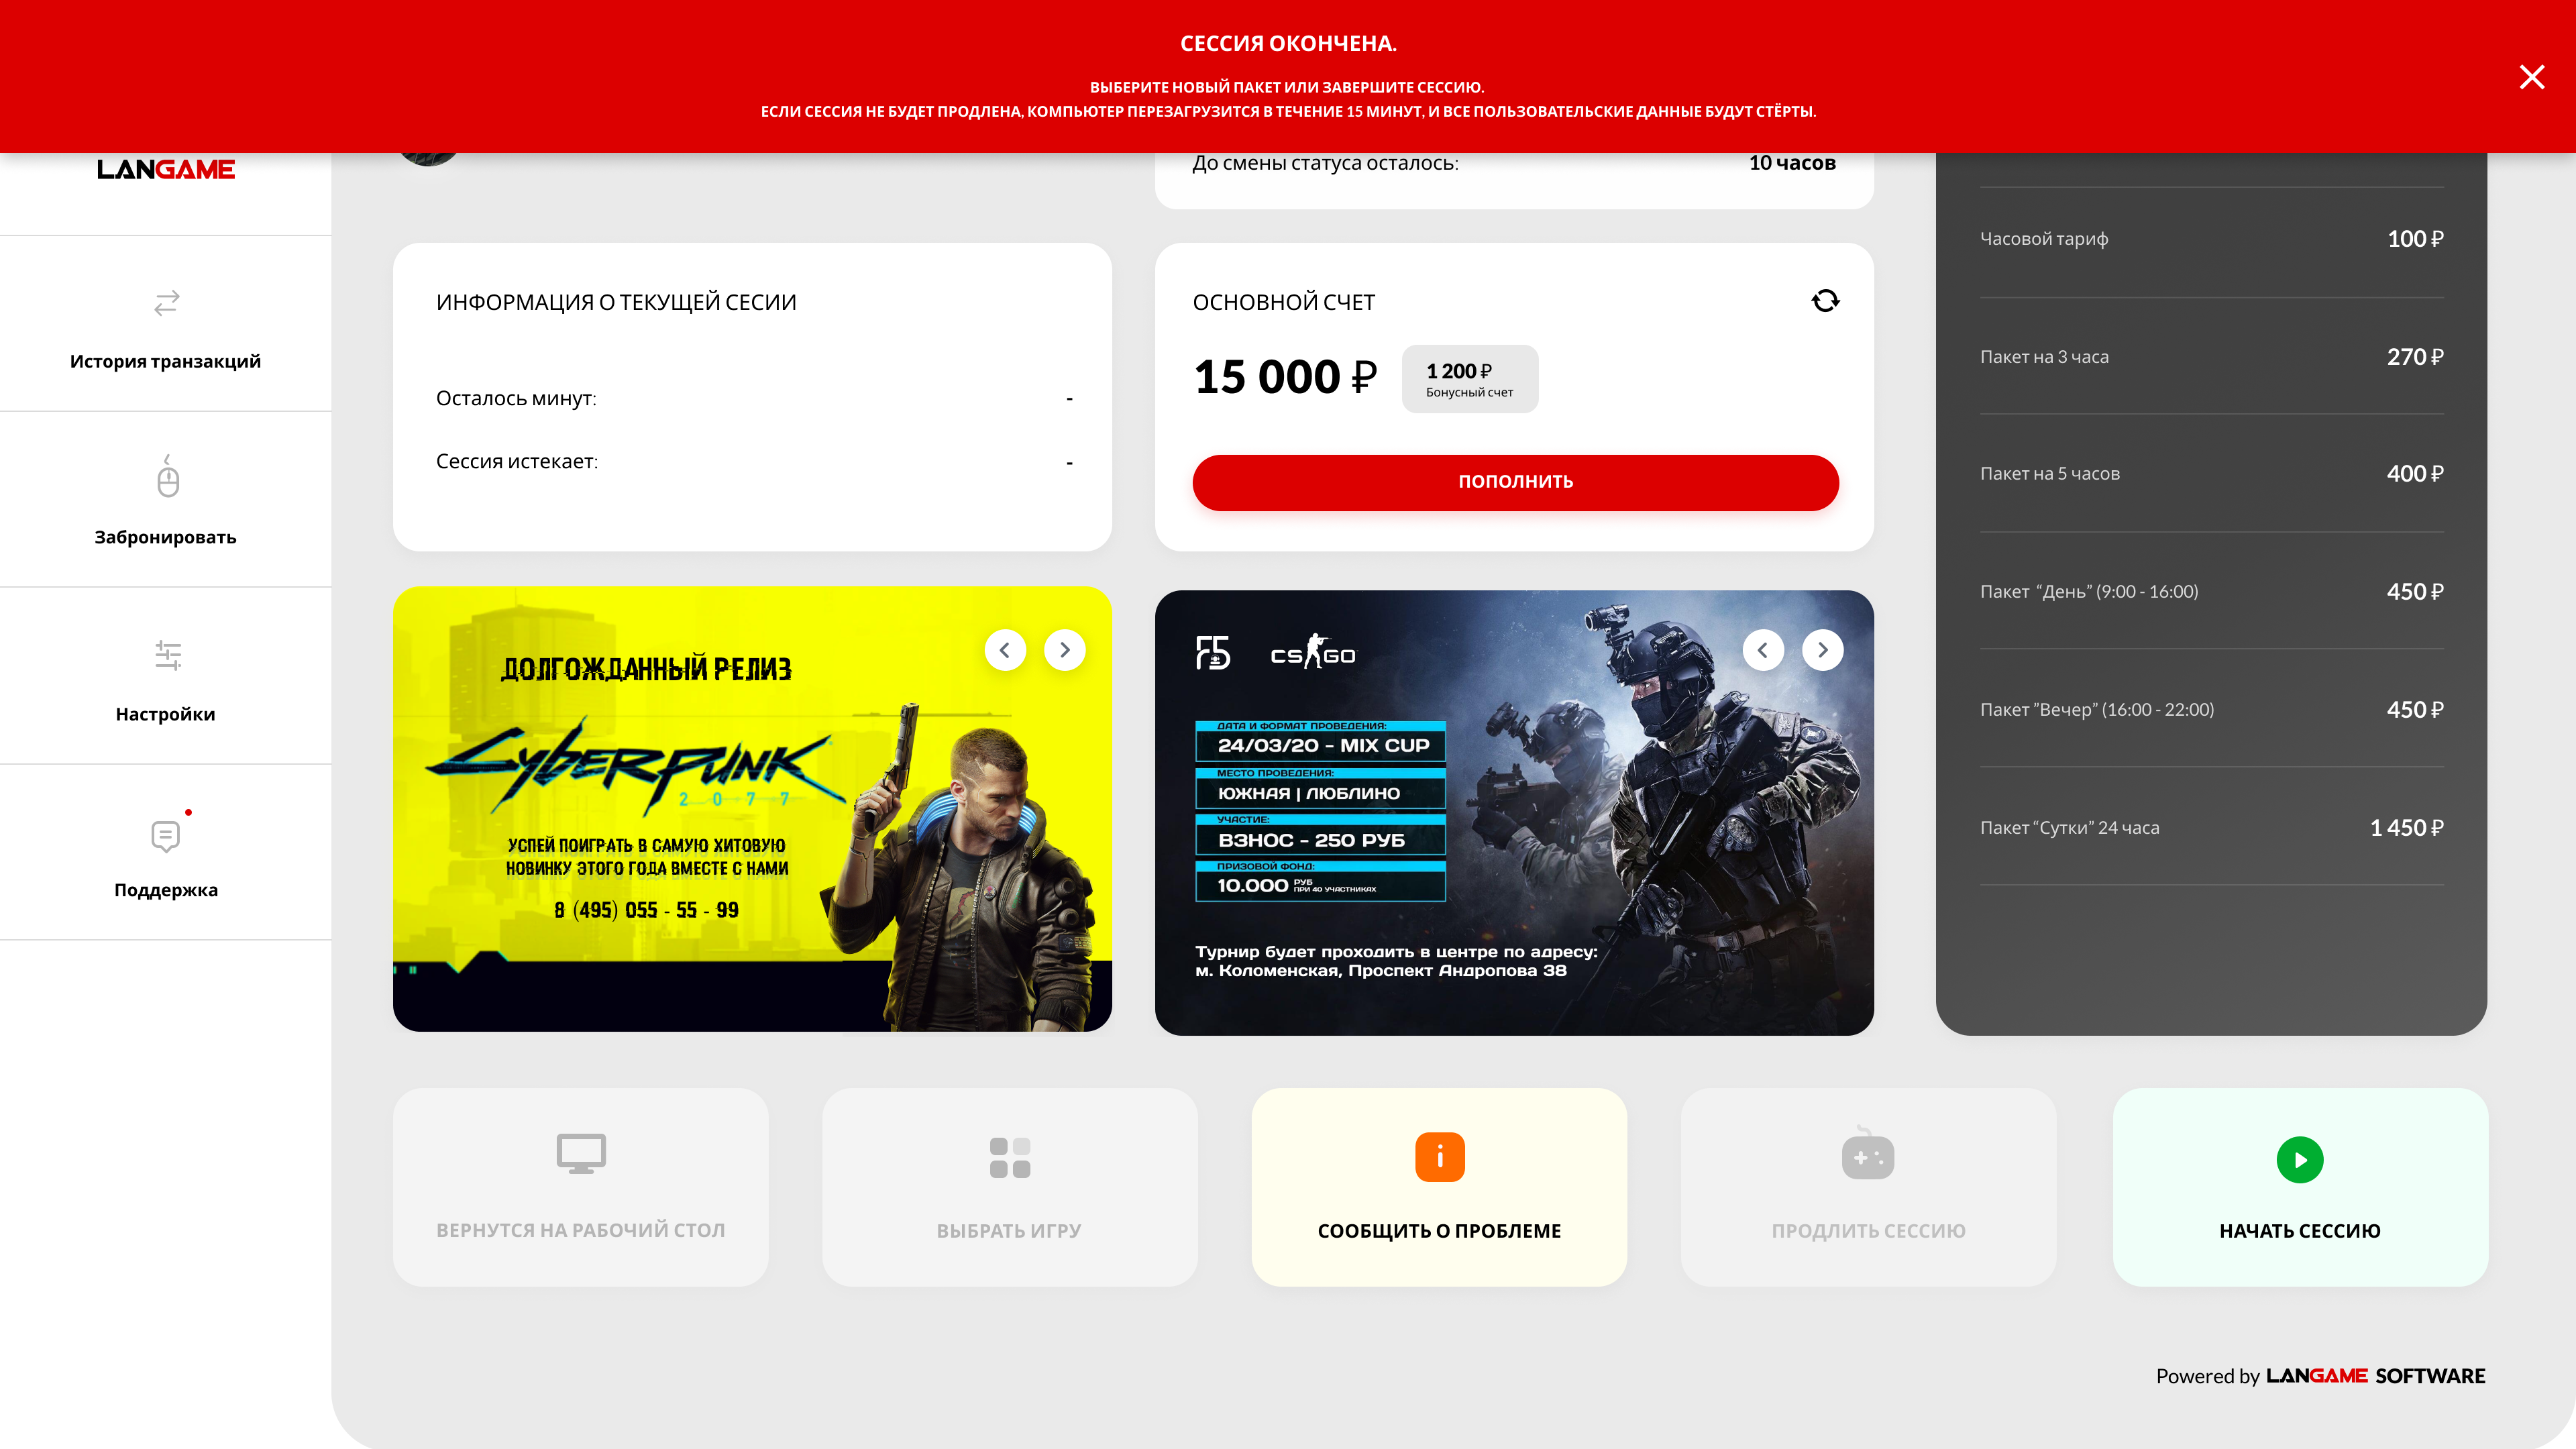 СЕССИЯ ОКОНЧЕНА.
ВЫБЕРИТЕ НОВЫЙ ПАКЕТ ИЛИ ЗАВЕРШИТЕ СЕССИЮ.
ЕСЛИ СЕССИЯ НЕ БУДЕТ ПРОДЛЕНА, КОМПЬЮТЕР ПЕРЕЗАГРУЗИТСЯ В ТЕЧЕНИЕ 15 МИНУТ, И ВСЕ ПОЛЬЗОВАТЕЛЬСКИЕ ДАННЫЕ БУДУТ СТЁРТЫ.
LANGAME
История транзакций
Забронировать
Настройки
Поддержка
До смены статуса осталось: 10 часов
ИНФОРМАЦИЯ О ТЕКУЩЕЙ СЕСИИ
Осталось минут: -
Сессия истекает: -
ОСНОВНОЙ СЧЕТ
15 000 ₽
1 200 ₽
Бонусный счет
ПОПОЛНИТЬ
Часовой тариф 100 ₽
Пакет на 3 часа 270 ₽
Пакет на 5 часов 400 ₽
Пакет “День” (9:00 - 16:00) 450 ₽
Пакет ”Вечер” (16:00 - 22:00) 450 ₽
Пакет “Сутки” 24 часа 1 450 ₽
ДОЛГОЖДАННЫЙ РЕЛИЗ
Cyberpunk
2077
УСПЕЙ ПОИГРАТЬ В САМУЮ ХИТОВУЮ
НОВИНКУ ЭТОГО ГОДА ВМЕСТЕ С НАМИ
8 (495) 055 - 55 - 99
F5 CS GO
ДАТА И ФОРМАТ ПРОВЕДЕНИЯ:
24/03/20 - MIX CUP
МЕСТО ПРОВЕДЕНИЯ:
ЮЖНАЯ | ЛЮБЛИНО
УЧАСТИЕ:
ВЗНОС - 250 РУБ
ПРИЗОВОЙ ФОНД:
10.000 РУБ
ПРИ 40 УЧАСТНИКАХ
Турнир будет проходить в центре по адресу:
м. Коломенская, Проспект Андропова 38
ВЕРНУТСЯ НА РАБОЧИЙ СТОЛ
ВЫБРАТЬ ИГРУ
СООБЩИТЬ О ПРОБЛЕМЕ
ПРОДЛИТЬ СЕССИЮ
НАЧАТЬ СЕССИЮ
Powered by LANGAME SOFTWARE